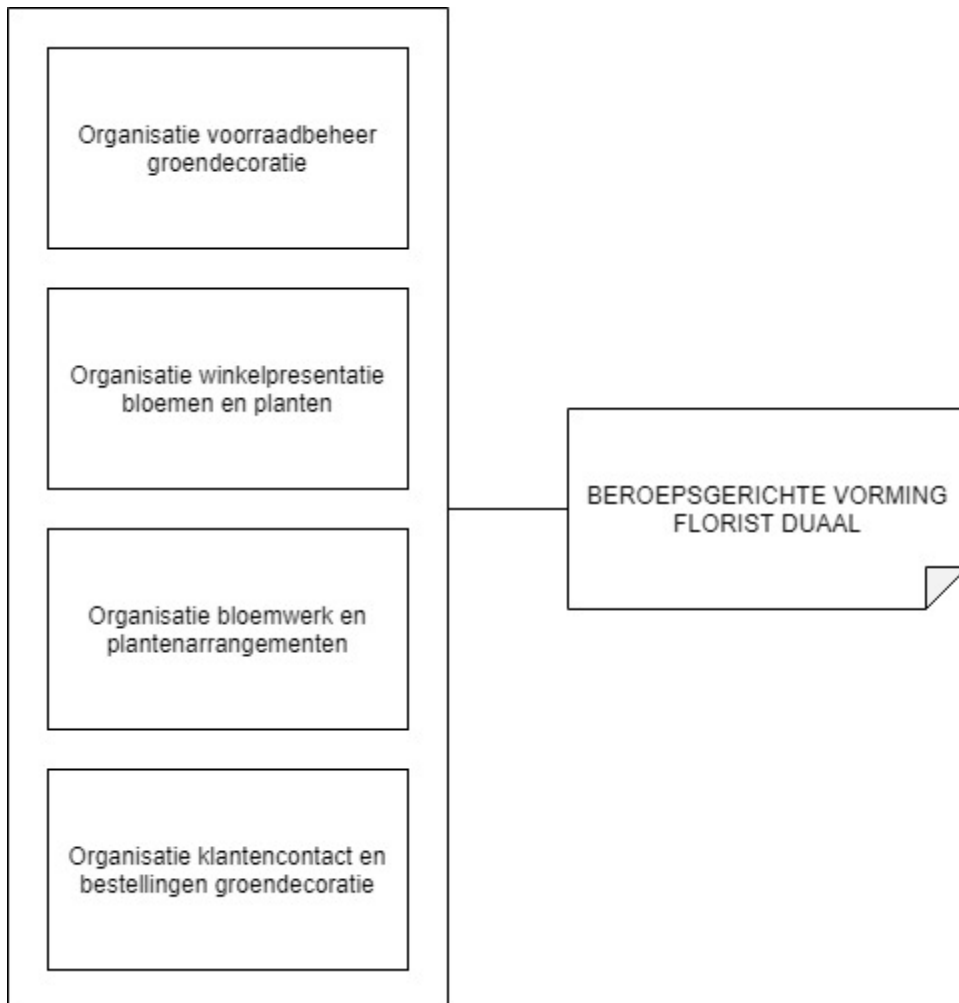 Organisatie voorraadbeheer
groendecoratie
Organisatie winkelpresentatie
bloemen en planten
Organisatie bloemwerk en
plantenarrangementen
Organisatie klantencontact en
bestellingen groendecoratie
BEROEPSGERICHTE VORMING
FLORIST DUAAL